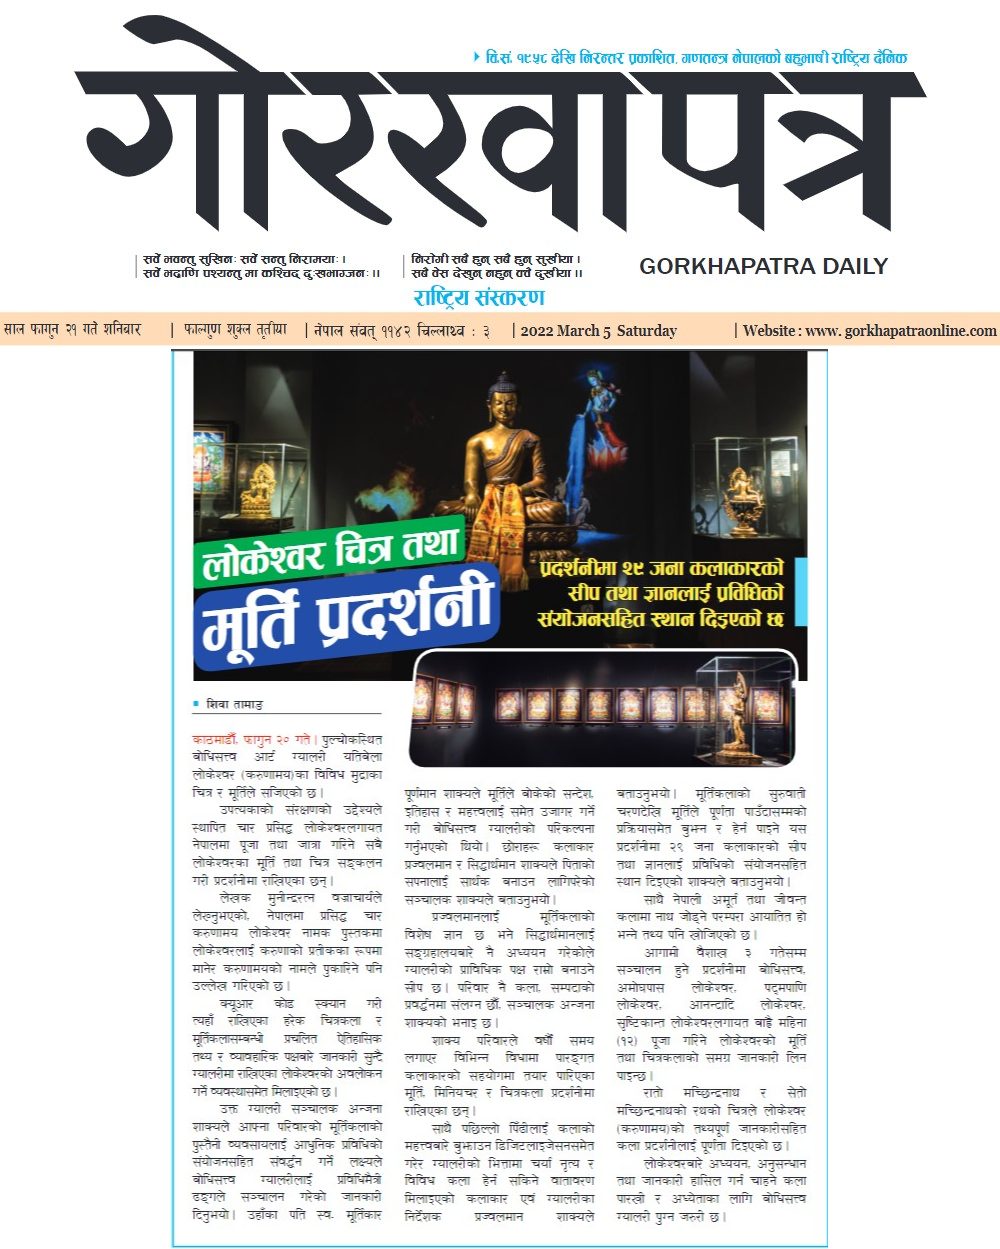 वि.सं. १९५८ देखि निरन्तर प्रकाशित, गणतन्त्र नेपालको बहुभाषी राष्ट्रिय दैनिक
गोरखापत्र
सर्वे भवन्तु सुखिनः सर्वे सन्तु निरामयाः ।
सर्वे भद्राणि पश्यन्तु मा कश्चिद् दुःखभाग्जनः ।।
निरोगी सबै हुन् सबै हुन् सुखीया ।
सबै वेस देखुन् नहुन् क्वै दुखीया ।।
GORKHAPATRA DAILY
राष्ट्रिय संस्करण
साल फागुन २१ गते शनिबार | फाल्गुण शुक्ल तृतीया | नेपाल संवत् ११४२ चिल्लाथ्व : ३ | 2022 March 5 Saturday | Website : www. gorkhapatraonline.com
लोकेश्वर चित्र तथा
मूर्ति प्रदर्शनी
प्रदर्शनीमा २९ जना कलाकारको
सीप तथा ज्ञानलाई प्रविधिको
संयोजनसहित स्थान दिइएको छ
शिवा तामाङ
काठमाडौँ, फागुन २० गते । पुल्चोकस्थित
बोधिसत्त्व आर्ट ग्यालरी यतिबेला
लोकेश्वर (करुणामय)का विविध मुद्राका
चित्र र मूर्तिले सजिएको छ ।
उपत्यकाको संरक्षणको उद्देश्यले
स्थापित चार प्रसिद्ध लोकेश्वरलगायत
नेपालमा पूजा तथा जात्रा गरिने सबै
लोकेश्वरका मूर्ति तथा चित्र सङ्कलन
गरी प्रदर्शनीमा राखिएका छन् ।
लेखक मुनीन्द्ररत्न वज्राचार्यले
लेख्नुभएको, नेपालमा प्रसिद्ध चार
करुणामय लोकेश्वर नामक पुस्तकमा
लोकेश्वरलाई करुणाको प्रतीकका रूपमा
मानेर करुणामयको नामले पुकारिने पनि
उल्लेख गरिएको छ ।
क्यूआर कोड स्क्यान गरी
त्यहाँ राखिएका हरेक चित्रकला र
मूर्तिकलासम्बन्धी प्रचलित ऐतिहासिक
तथ्य र व्यावहारिक पक्षबारे जानकारी सुन्दै
ग्यालरीमा राखिएका लोकेश्वरको अवलोकन
गर्ने व्यवस्थासमेत मिलाइएको छ ।
उक्त ग्यालरी सञ्चालक अन्जना
शाक्यले आफ्ना परिवारको मूर्तिकलाको
पुस्तैनी व्यवसायलाई आधुनिक प्रविधिको
संयोजनसहित संवर्द्धन गर्ने लक्ष्यले
बोधिसत्त्व ग्यालरीलाई प्रविधिमैत्री
ढङ्गले सञ्चालन गरेको जानकारी
दिनुभयो । उहाँका पति स्व. मूर्तिकार
पूर्णमान शाक्यले मूर्तिले बोकेको सन्देश,
इतिहास र महत्त्वलाई समेत उजागर गर्ने
गरी बोधिसत्त्व ग्यालरीको परिकल्पना
गर्नुभएको थियो । छोराहरू कलाकार
प्रज्वलमान र सिद्धार्थमान शाक्यले पिताको
सपनालाई सार्थक बनाउन लागिपरेको
सञ्चालक शाक्यले बताउनुभयो ।
प्रज्वलमानलाई मूर्तिकलाको
विशेष ज्ञान छ भने सिद्धार्थमानलाई
सङ्ग्रहालयबारे नै अध्ययन गरेकोले
ग्यालरीको प्राविधिक पक्ष राम्रो बनाउने
सीप छ । परिवार नै कला, सम्पदाको
प्रवर्द्धनमा संलग्न छौँ, सञ्चालक अन्जना
शाक्यको भनाइ छ ।
शाक्य परिवारले वर्षौं समय
लगाएर विभिन्न विधामा पारङ्गत
कलाकारको सहयोगमा तयार पारिएका
मूर्ति, मिनियचर र चित्रकला प्रदर्शनीमा
राखिएका छन् ।
साथै पछिल्लो पिँढीलाई कलाको
महत्त्वबारे बुझाउन डिजिटलाइजेसनसमेत
गरेर ग्यालरीको भित्तामा चर्या नृत्य र
विविध कला हेर्न सकिने वातावरण
मिलाइएको कलाकार एवं ग्यालरीका
निर्देशक प्रज्वलमान शाक्यले
बताउनुभयो । मूर्तिकलाको सुरुवाती
चरणदेखि मूर्तिले पूर्णता पाउँदासम्मको
प्रक्रियासमेत बुझ्न र हेर्न पाइने यस
प्रदर्शनीमा २९ जना कलाकारको सीप
तथा ज्ञानलाई प्रविधिको संयोजनसहित
स्थान दिइएको शाक्यले बताउनुभयो ।
साथै नेपाली अमूर्त तथा जीवन्त
कलामा नाथ जोड्ने परम्परा आयातित हो
भन्ने तथ्य पनि खोजिएको छ ।
आगामी वैशाख ३ गतेसम्म
सञ्चालन हुने प्रदर्शनीमा बोधिसत्त्व,
अमोघपास लोकेश्वर, पद्मपाणि
लोकेश्वर, आनन्दादि लोकेश्वर,
सृष्टिकान्त लोकेश्वरलगायत बाह्रै महिना
(१२) पूजा गरिने लोकेश्वरको मूर्ति
तथा चित्रकलाको समग्र जानकारी लिन
पाइन्छ ।
रातो मच्छिन्द्रनाथ र सेतो
मच्छिन्द्रनाथको रथको चित्रले लोकेश्वर
(करुणामय)को तथ्यपूर्ण जानकारीसहित
कला प्रदर्शनीलाई पूर्णता दिइएको छ ।
लोकेश्वरबारे अध्ययन, अनुसन्धान
तथा जानकारी हासिल गर्न चाहने कला
पारखी र अध्येताका लागि बोधिसत्त्व
ग्यालरी पुग्न जरुरी छ ।